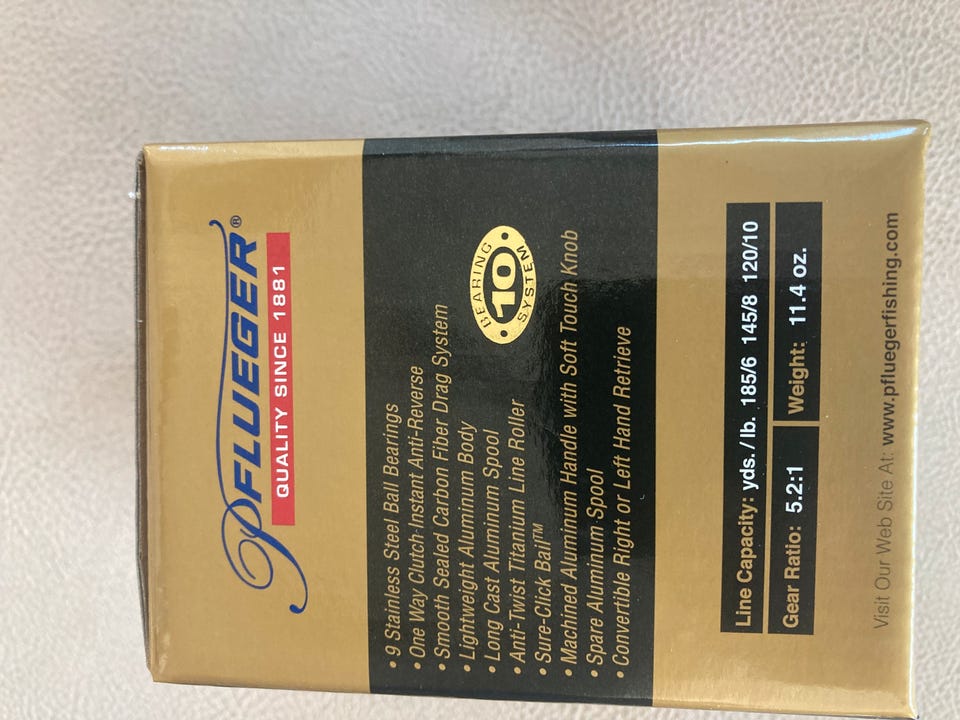 PFLUEGER®
QUALITY SINCE 1881
• 9 Stainless Steel Ball Bearings
• One Way Clutch-Instant Anti-Reverse
• Smooth Sealed Carbon Fiber Drag System
• Lightweight Aluminum Body
• Long Cast Aluminum Spool
• Anti-Twist Titanium Line Roller
• Sure-Click Bail™
• Machined Aluminum Handle with Soft Touch Knob
• Spare Aluminum Spool
• Convertible Right or Left Hand Retrieve
BEARING
•10•
SYSTEM
Line Capacity: yds. / lb. 185/6 145/8 120/10
Gear Ratio: 5.2:1 Weight: 11.4 oz.
Visit Our Web Site At: www.pfluegerfishing.com